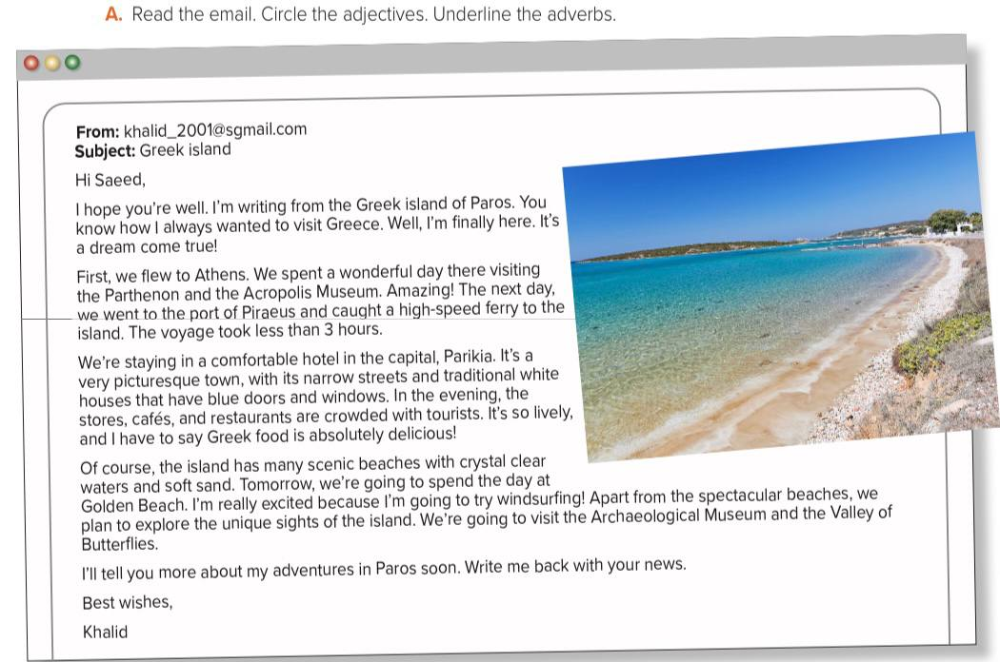 A. Read the email. Circle the adjectives. Underline the adverbs.
From: khalid_2001@sgmail.com
Subject: Greek island
Hi Saeed,
I hope you're well. I'm writing from the Greek island of Paros. You
know how I always wanted to visit Greece. Well, I'm finally here. It's
a dream come true!
First, we flew to Athens. We spent a wonderful day there visiting
the Parthenon and the Acropolis Museum. Amazing! The next day,
we went to the port of Piraeus and caught a high-speed ferry to the
island. The voyage took less than 3 hours.
We're staying in a comfortable hotel in the capital, Parikia. It's a
very picturesque town, with its narrow streets and traditional white
houses that have blue doors and windows. In the evening, the
stores, cafés, and restaurants are crowded with tourists. It's so lively,
and I have to say Greek food is absolutely delicious!
Of course, the island has many scenic beaches with crystal clear
waters and soft sand. Tomorrow, we're going to spend the day at
Golden Beach. I'm really excited because I'm going to try windsurfing! Apart from the spectacular beaches, we
plan to explore the unique sights of the island. We're going to visit the Archaeological Museum and the Valley of
Butterflies.
I'll tell you more about my adventures in Paros soon. Write me back with your news.
Best wishes,
Khalid